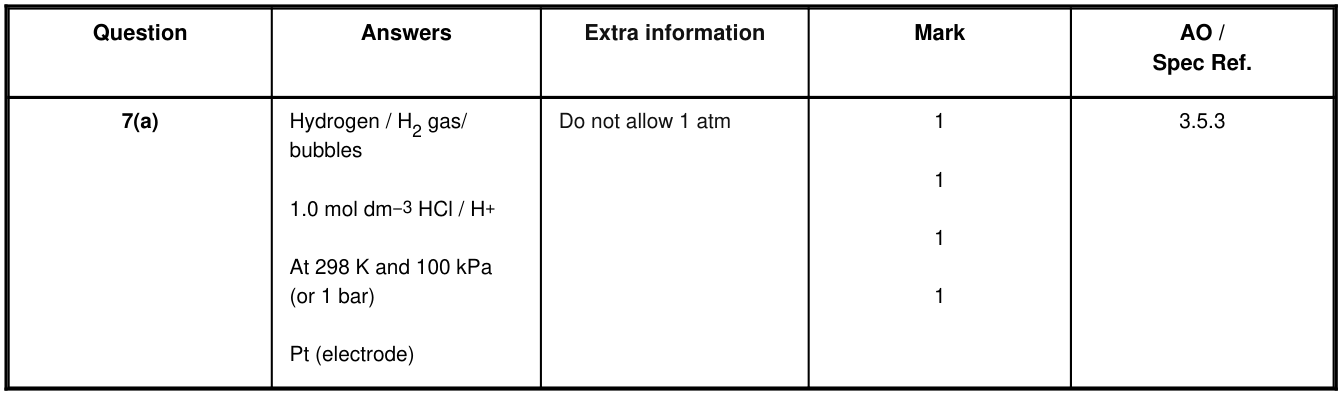 Question Answers Extra information Mark AO /
Spec Ref.
7(a) Hydrogen / H2 gas/ Do not allow 1 atm 1 3.5.3
bubbles
1
1.0 mol dm–3 HCl / H+
1
At 298 K and 100 kPa
(or 1 bar) 1
Pt (electrode)